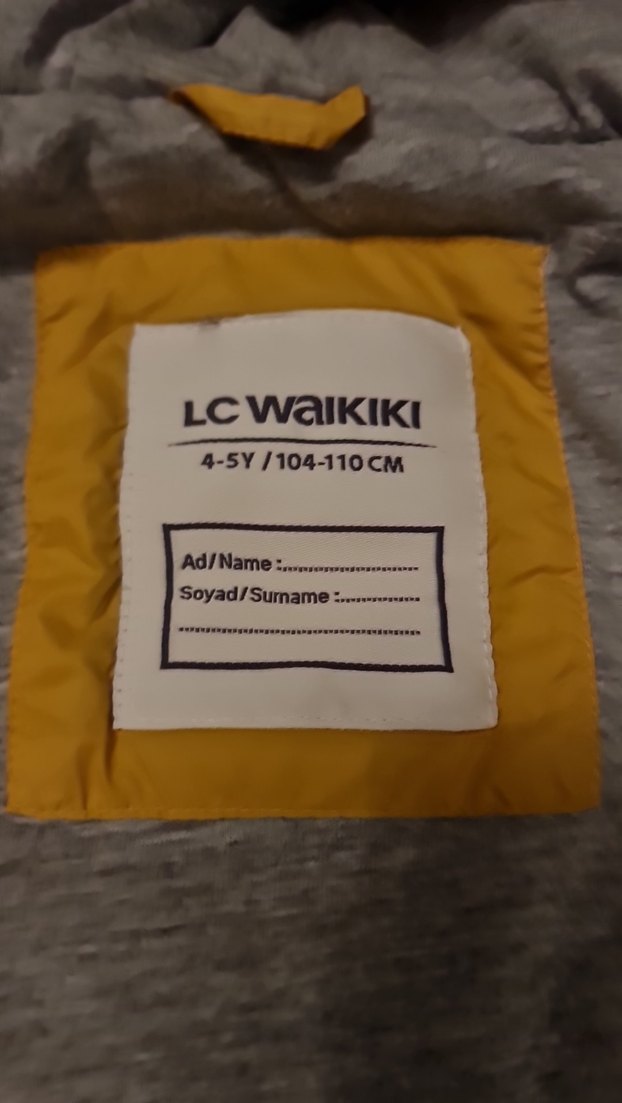 LC WAIKIKI
4-5Y / 104-110 CM
Ad/Name :........................
Soyad/Surname :..............
..........................................